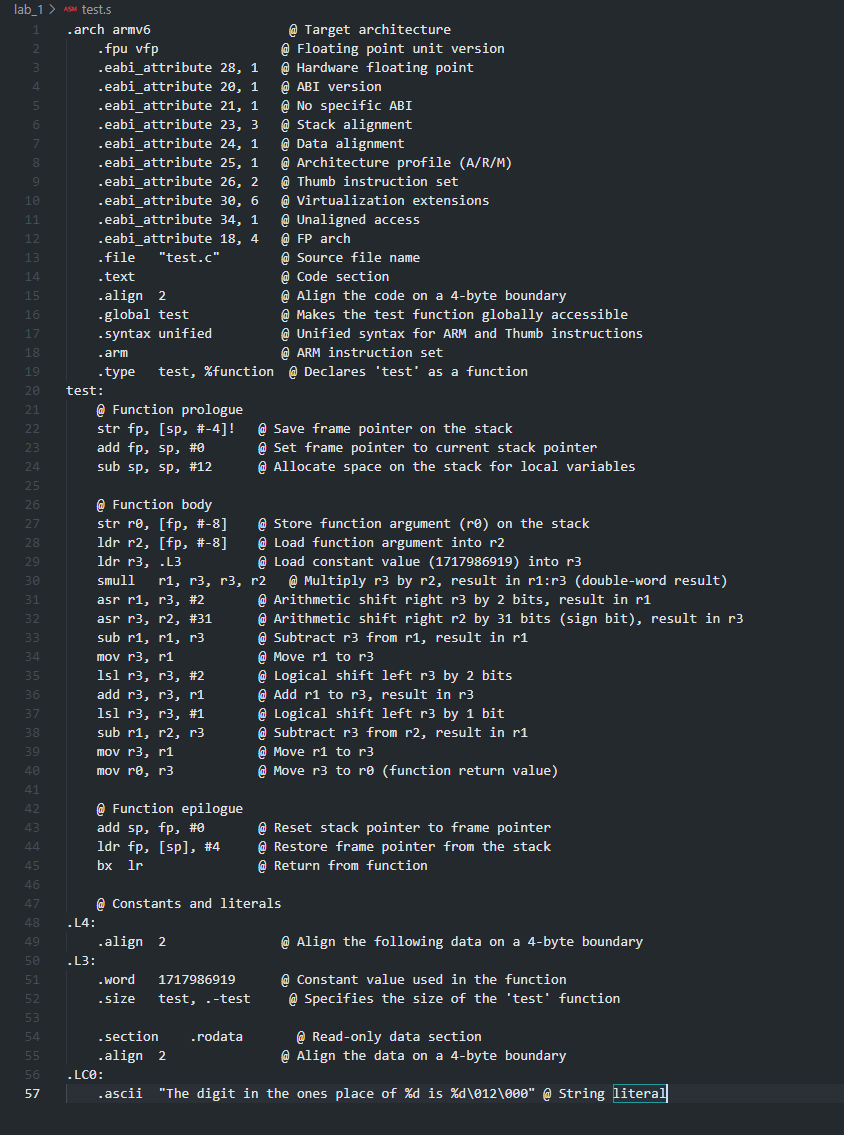 lab_1 > ASM test.s
1 .arch armv6 @ Target architecture
2 .fpu vfp @ Floating point unit version
3 .eabi_attribute 28, 1 @ Hardware floating point
4 .eabi_attribute 20, 1 @ ABI version
5 .eabi_attribute 21, 1 @ No specific ABI
6 .eabi_attribute 23, 3 @ Stack alignment
7 .eabi_attribute 24, 1 @ Data alignment
8 .eabi_attribute 25, 1 @ Architecture profile (A/R/M)
9 .eabi_attribute 26, 2 @ Thumb instruction set
10 .eabi_attribute 30, 6 @ Virtualization extensions
11 .eabi_attribute 34, 1 @ Unaligned access
12 .eabi_attribute 18, 4 @ FP arch
13 .file "test.c" @ Source file name
14 .text @ Code section
15 .align 2 @ Align the code on a 4-byte boundary
16 .global test @ Makes the test function globally accessible
17 .syntax unified @ Unified syntax for ARM and Thumb instructions
18 .arm @ ARM instruction set
19 .type test, %function @ Declares 'test' as a function
20 test:
21 @ Function prologue
22 str fp, [sp, #-4]! @ Save frame pointer on the stack
23 add fp, sp, #0 @ Set frame pointer to current stack pointer
24 sub sp, sp, #12 @ Allocate space on the stack for local variables
25
26 @ Function body
27 str r0, [fp, #-8] @ Store function argument (r0) on the stack
28 ldr r2, [fp, #-8] @ Load function argument into r2
29 ldr r3, .L3 @ Load constant value (1717986919) into r3
30 smull r1, r3, r3, r2 @ Multiply r3 by r2, result in r1:r3 (double-word result)
31 asr r1, r3, #2 @ Arithmetic shift right r3 by 2 bits, result in r1
32 asr r3, r2, #31 @ Arithmetic shift right r2 by 31 bits (sign bit), result in r3
33 sub r1, r1, r3 @ Subtract r3 from r1, result in r1
34 mov r3, r1 @ Move r1 to r3
35 lsl r3, r3, #2 @ Logical shift left r3 by 2 bits
36 add r3, r3, r1 @ Add r1 to r3, result in r3
37 lsl r3, r3, #1 @ Logical shift left r3 by 1 bit
38 sub r1, r2, r3 @ Subtract r3 from r2, result in r1
39 mov r3, r1 @ Move r1 to r3
40 mov r0, r3 @ Move r3 to r0 (function return value)
41
42 @ Function epilogue
43 add sp, fp, #0 @ Reset stack pointer to frame pointer
44 ldr fp, [sp], #4 @ Restore frame pointer from the stack
45 bx lr @ Return from function
46
47 @ Constants and literals
48 .L4:
49 .align 2 @ Align the following data on a 4-byte boundary
50 .L3:
51 .word 1717986919 @ Constant value used in the function
52 .size test, .-test @ Specifies the size of the 'test' function
53
54 .section .rodata @ Read-only data section
55 .align 2 @ Align the data on a 4-byte boundary
56 .LC0:
57 .ascii "The digit in the ones place of %d is %d\012\000" @ String literal